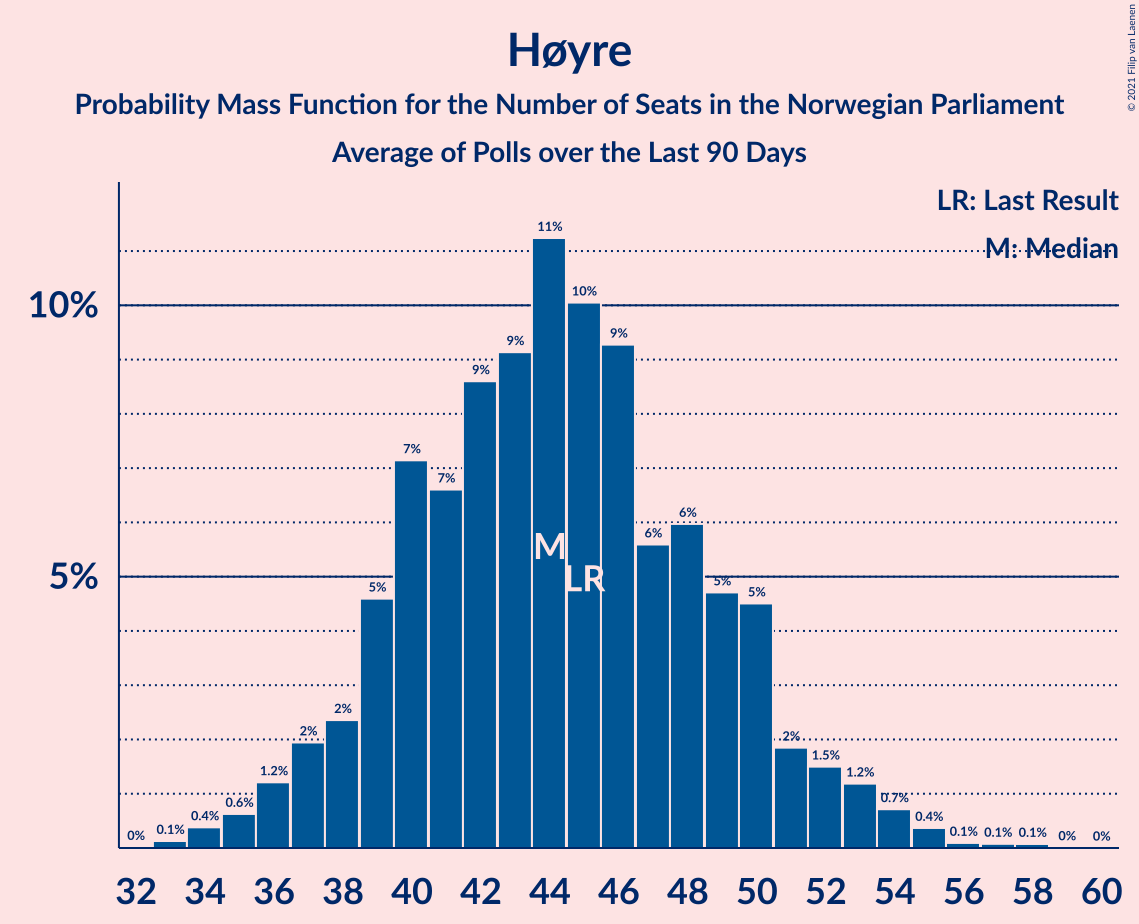 Høyre
Probability Mass Function for the Number of Seats in the Norwegian Parliament
Average of Polls over the Last 90 Days
© 2021 Filip van Laenen
LR: Last Result
M: Median
10%
5%
0% 0.1% 0.4% 0.6% 1.2% 2% 2% 5% 7% 7% 9% 9% 11% 10% 9% 6% 6% 5% 5% 2% 1.5% 1.2% 0.7% 0.4% 0.1% 0.1% 0.1% 0% 0%
M
LR
32 34 36 38 40 42 44 46 48 50 52 54 56 58 60